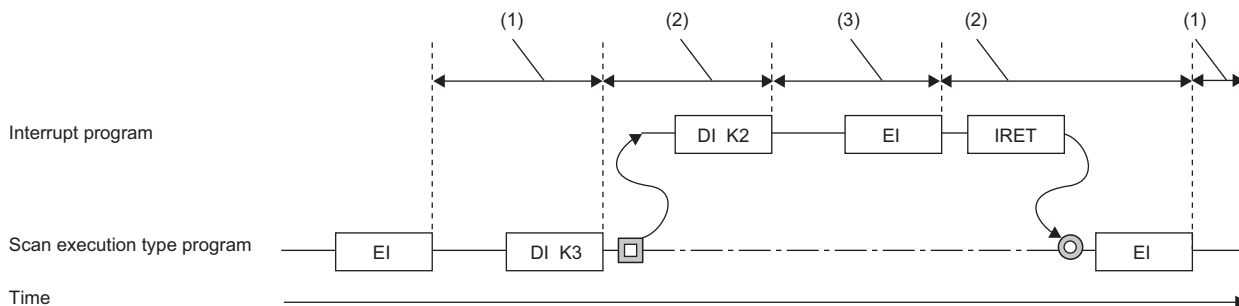 (1) (2) (3) (2) (1)
Interrupt program DI K2 EI IRET
Scan execution type program EI DI K3 EI
Time